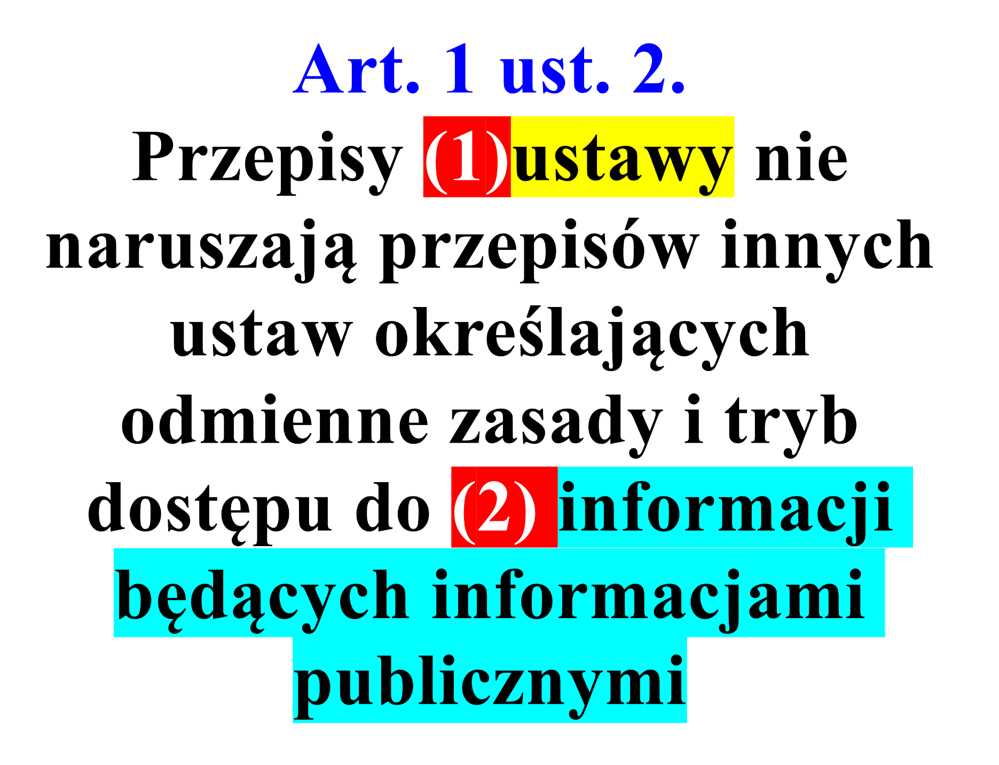 Art. 1 ust. 2.
Przepisy (1)ustawy nie
naruszają przepisów innych
ustaw określających
odmienne zasady i tryb
dostępu do (2) informacji
będących informacjami
publicznymi